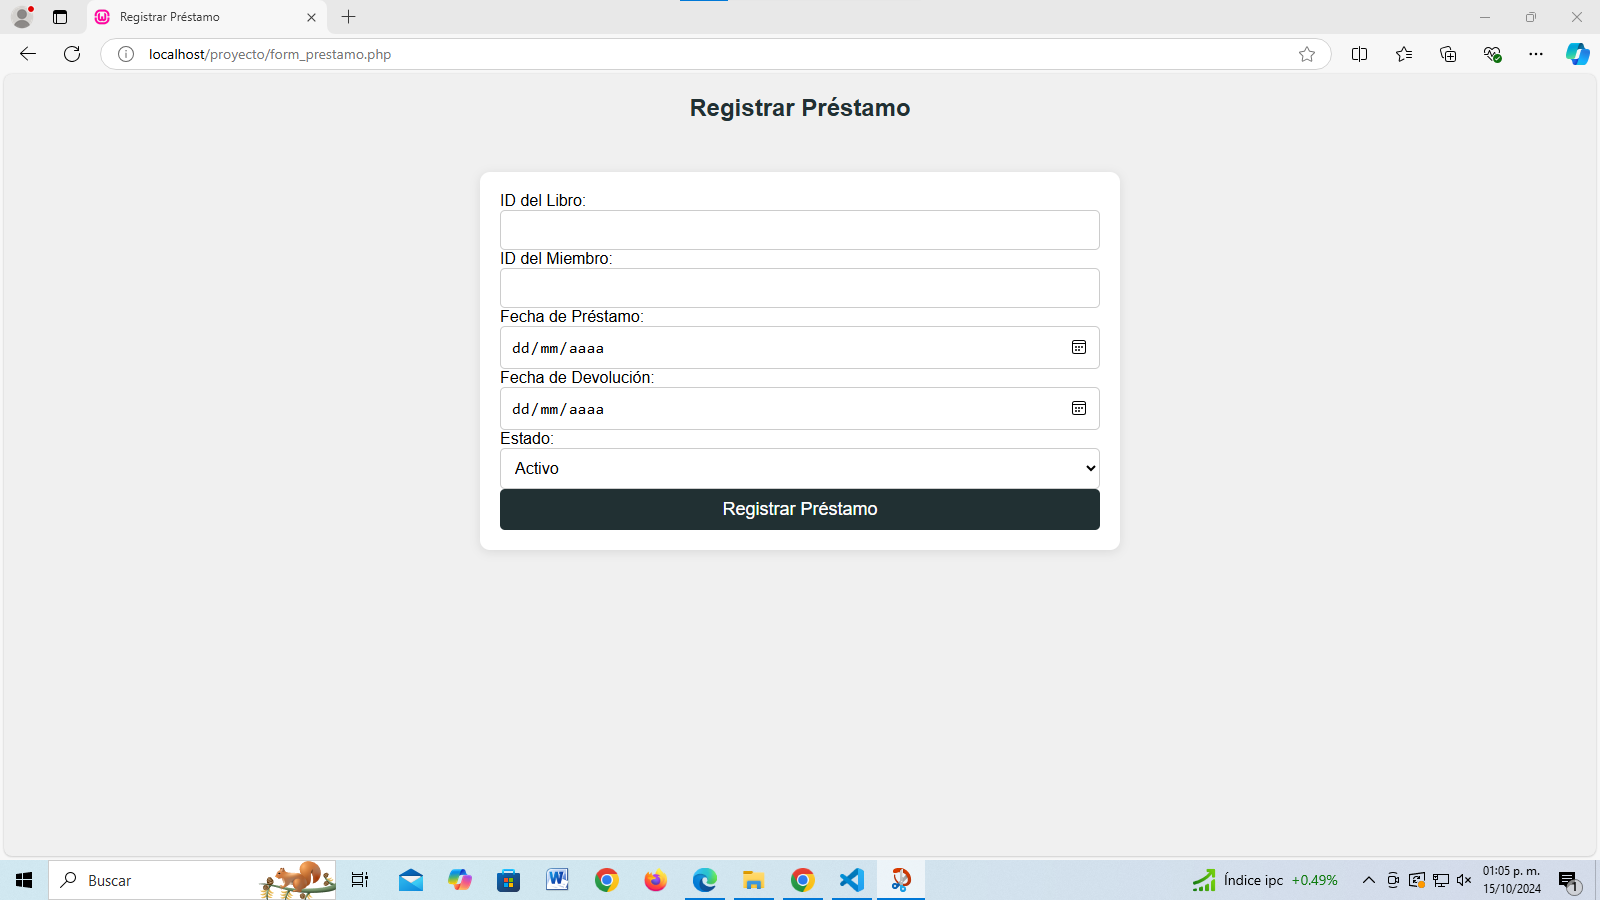 Registrar Préstamo
localhost/proyecto/form_prestamo.php
Registrar Préstamo
ID del Libro:
ID del Miembro:
Fecha de Préstamo:
dd/mm/aaaa
Fecha de Devolución:
dd/mm/aaaa
Estado:
Activo
Registrar Préstamo
Buscar
Índice ipc +0.49%
01:05 p. m.
15/10/2024
1